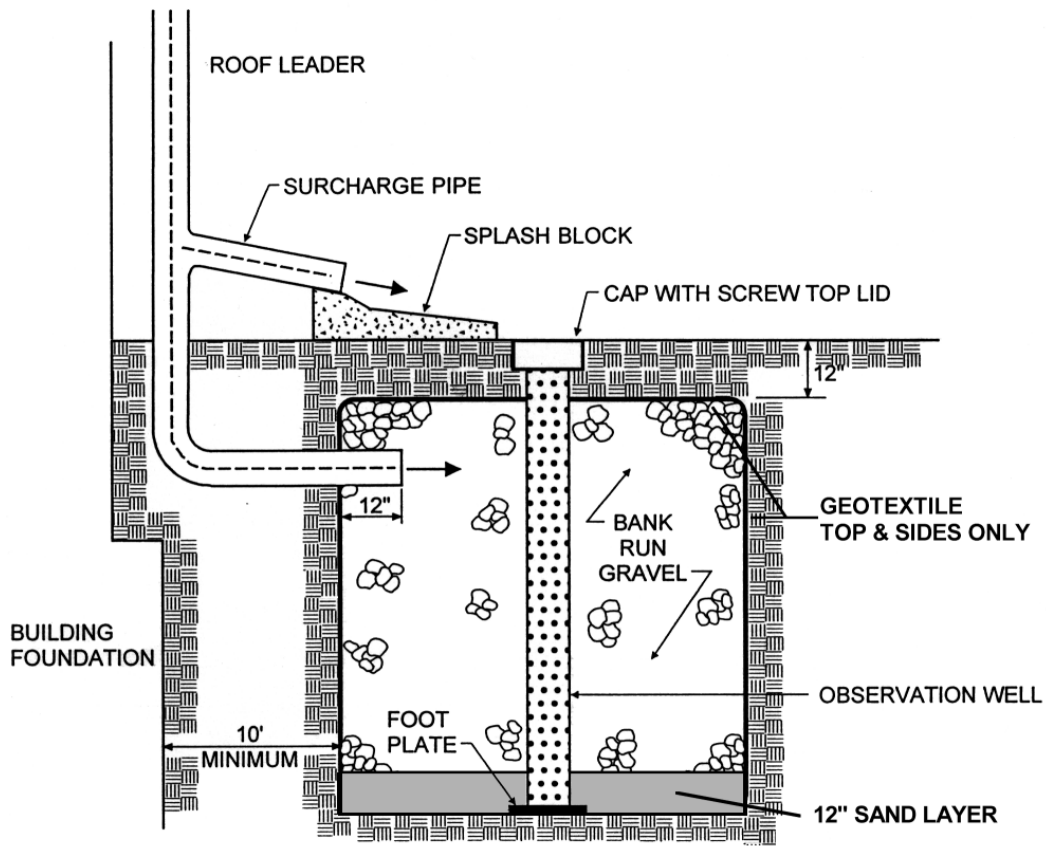 ROOF LEADER
SURCHARGE PIPE
SPLASH BLOCK
CAP WITH SCREW TOP LID
12"
12"
GEOTEXTILE
TOP & SIDES ONLY
BANK
RUN
GRAVEL
BUILDING
FOUNDATION
OBSERVATION WELL
FOOT
PLATE
10'
MINIMUM
12" SAND LAYER